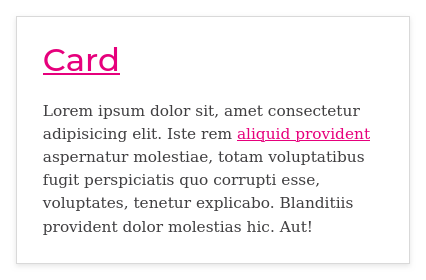 Card
Lorem ipsum dolor sit, amet consectetur
adipisicing elit. Iste rem aliquid provident
aspernatur molestiae, totam voluptatibus
fugit perspiciatis quo corrupti esse,
voluptates, tenetur explicabo. Blanditiis
provident dolor molestias hic. Aut!